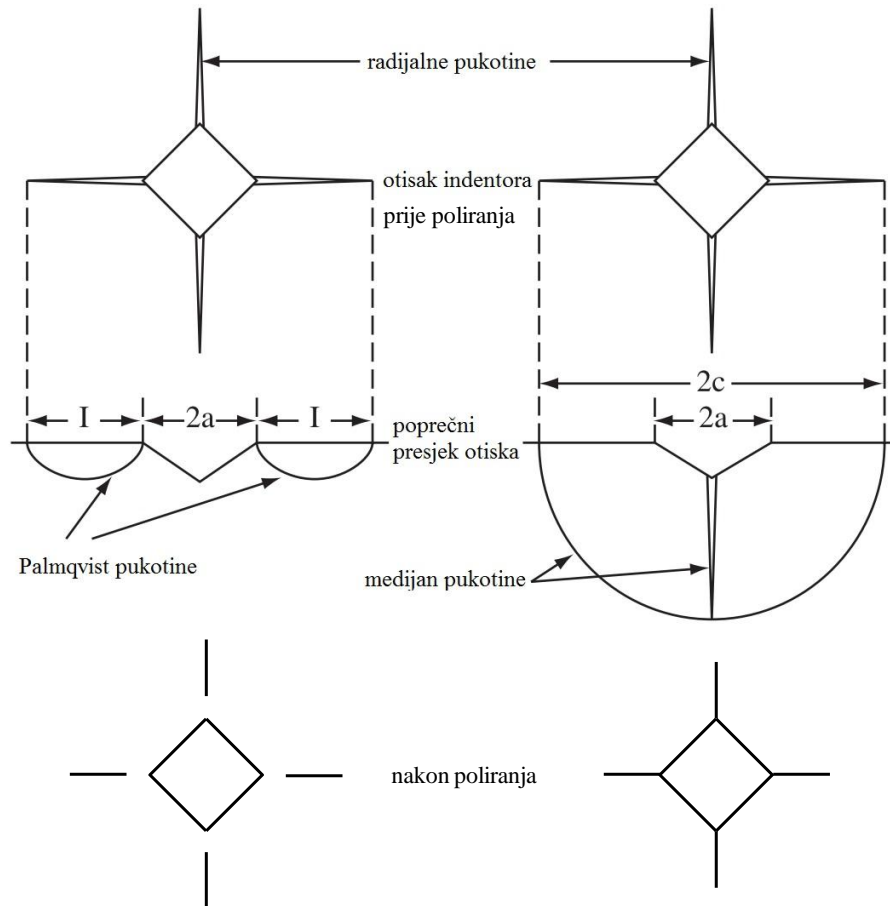 radijalne pukotine
otisak indentora
prije poliranja
2c
I
2a
I
2a
poprečni
presjek otiska
Palmqvist pukotine
medijan pukotine
nakon poliranja